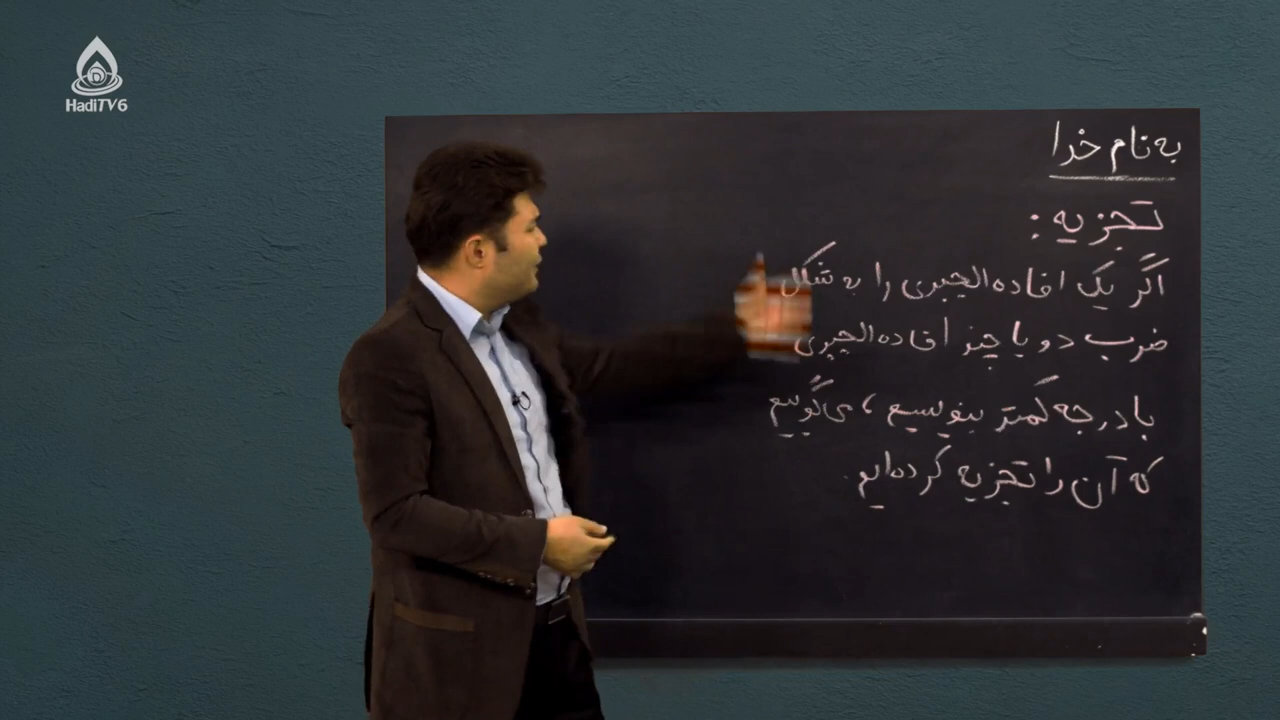 HadiTV6
به نام خدا
تجزیه:
اگر یک افاده الجبری را به شکل
ضرب دو یا چند افاده الجبری
با درجه کمتر بنویسیم، می‌گوییم
که آن را تجزیه کرده‌ایم.